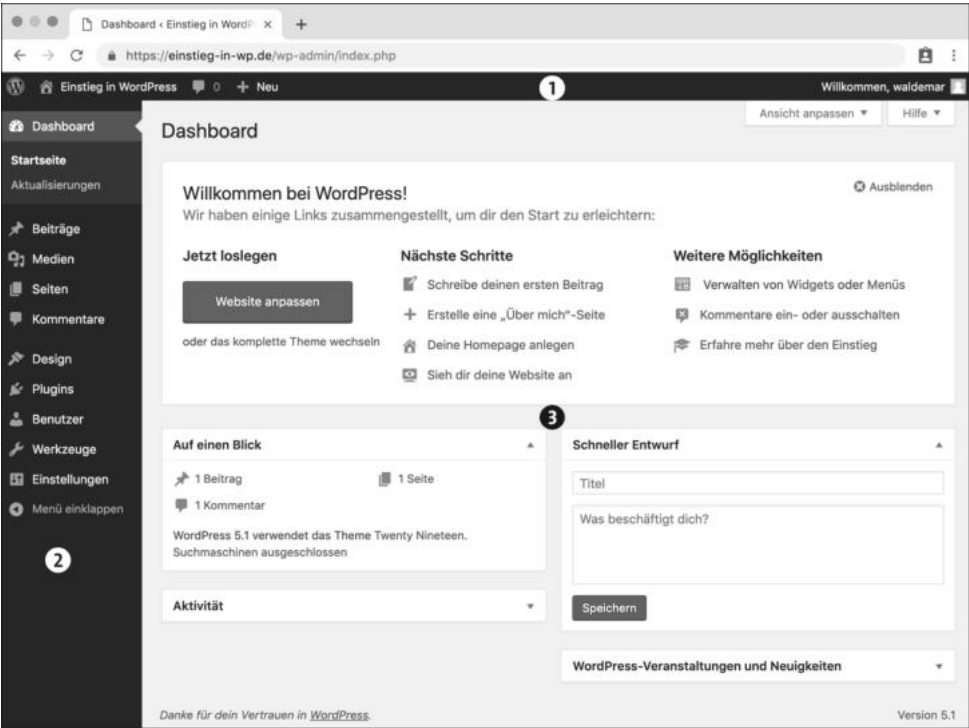 Dashboard ‹ Einstieg in WordP
https://einstieg-in-wp.de/wp-admin/index.php
Einstieg in WordPress 0 + Neu
1
Willkommen, waldemar
Ansicht anpassen ▼
Hilfe ▼
Dashboard
Startseite
Aktualisierungen
Beiträge
Medien
Seiten
Kommentare
Design
Plugins
Benutzer
Werkzeuge
Einstellungen
Menü einklappen
2
Dashboard
Willkommen bei WordPress!
Ausblenden
Wir haben einige Links zusammengestellt, um dir den Start zu erleichtern:
Jetzt loslegen
Website anpassen
oder das komplette Theme wechseln
Nächste Schritte
Schreibe deinen ersten Beitrag
Erstelle eine „Über mich“-Seite
Deine Homepage anlegen
Sieh dir deine Website an
Weitere Möglichkeiten
Verwalten von Widgets oder Menüs
Kommentare ein- oder ausschalten
Erfahre mehr über den Einstieg
3
Auf einen Blick
1 Beitrag
1 Seite
1 Kommentar
WordPress 5.1 verwendet das Theme Twenty Nineteen.
Suchmaschinen ausgeschlossen
Aktivität
Schneller Entwurf
Titel
Was beschäftigt dich?
Speichern
WordPress-Veranstaltungen und Neuigkeiten
Danke für dein Vertrauen in WordPress.
Version 5.1